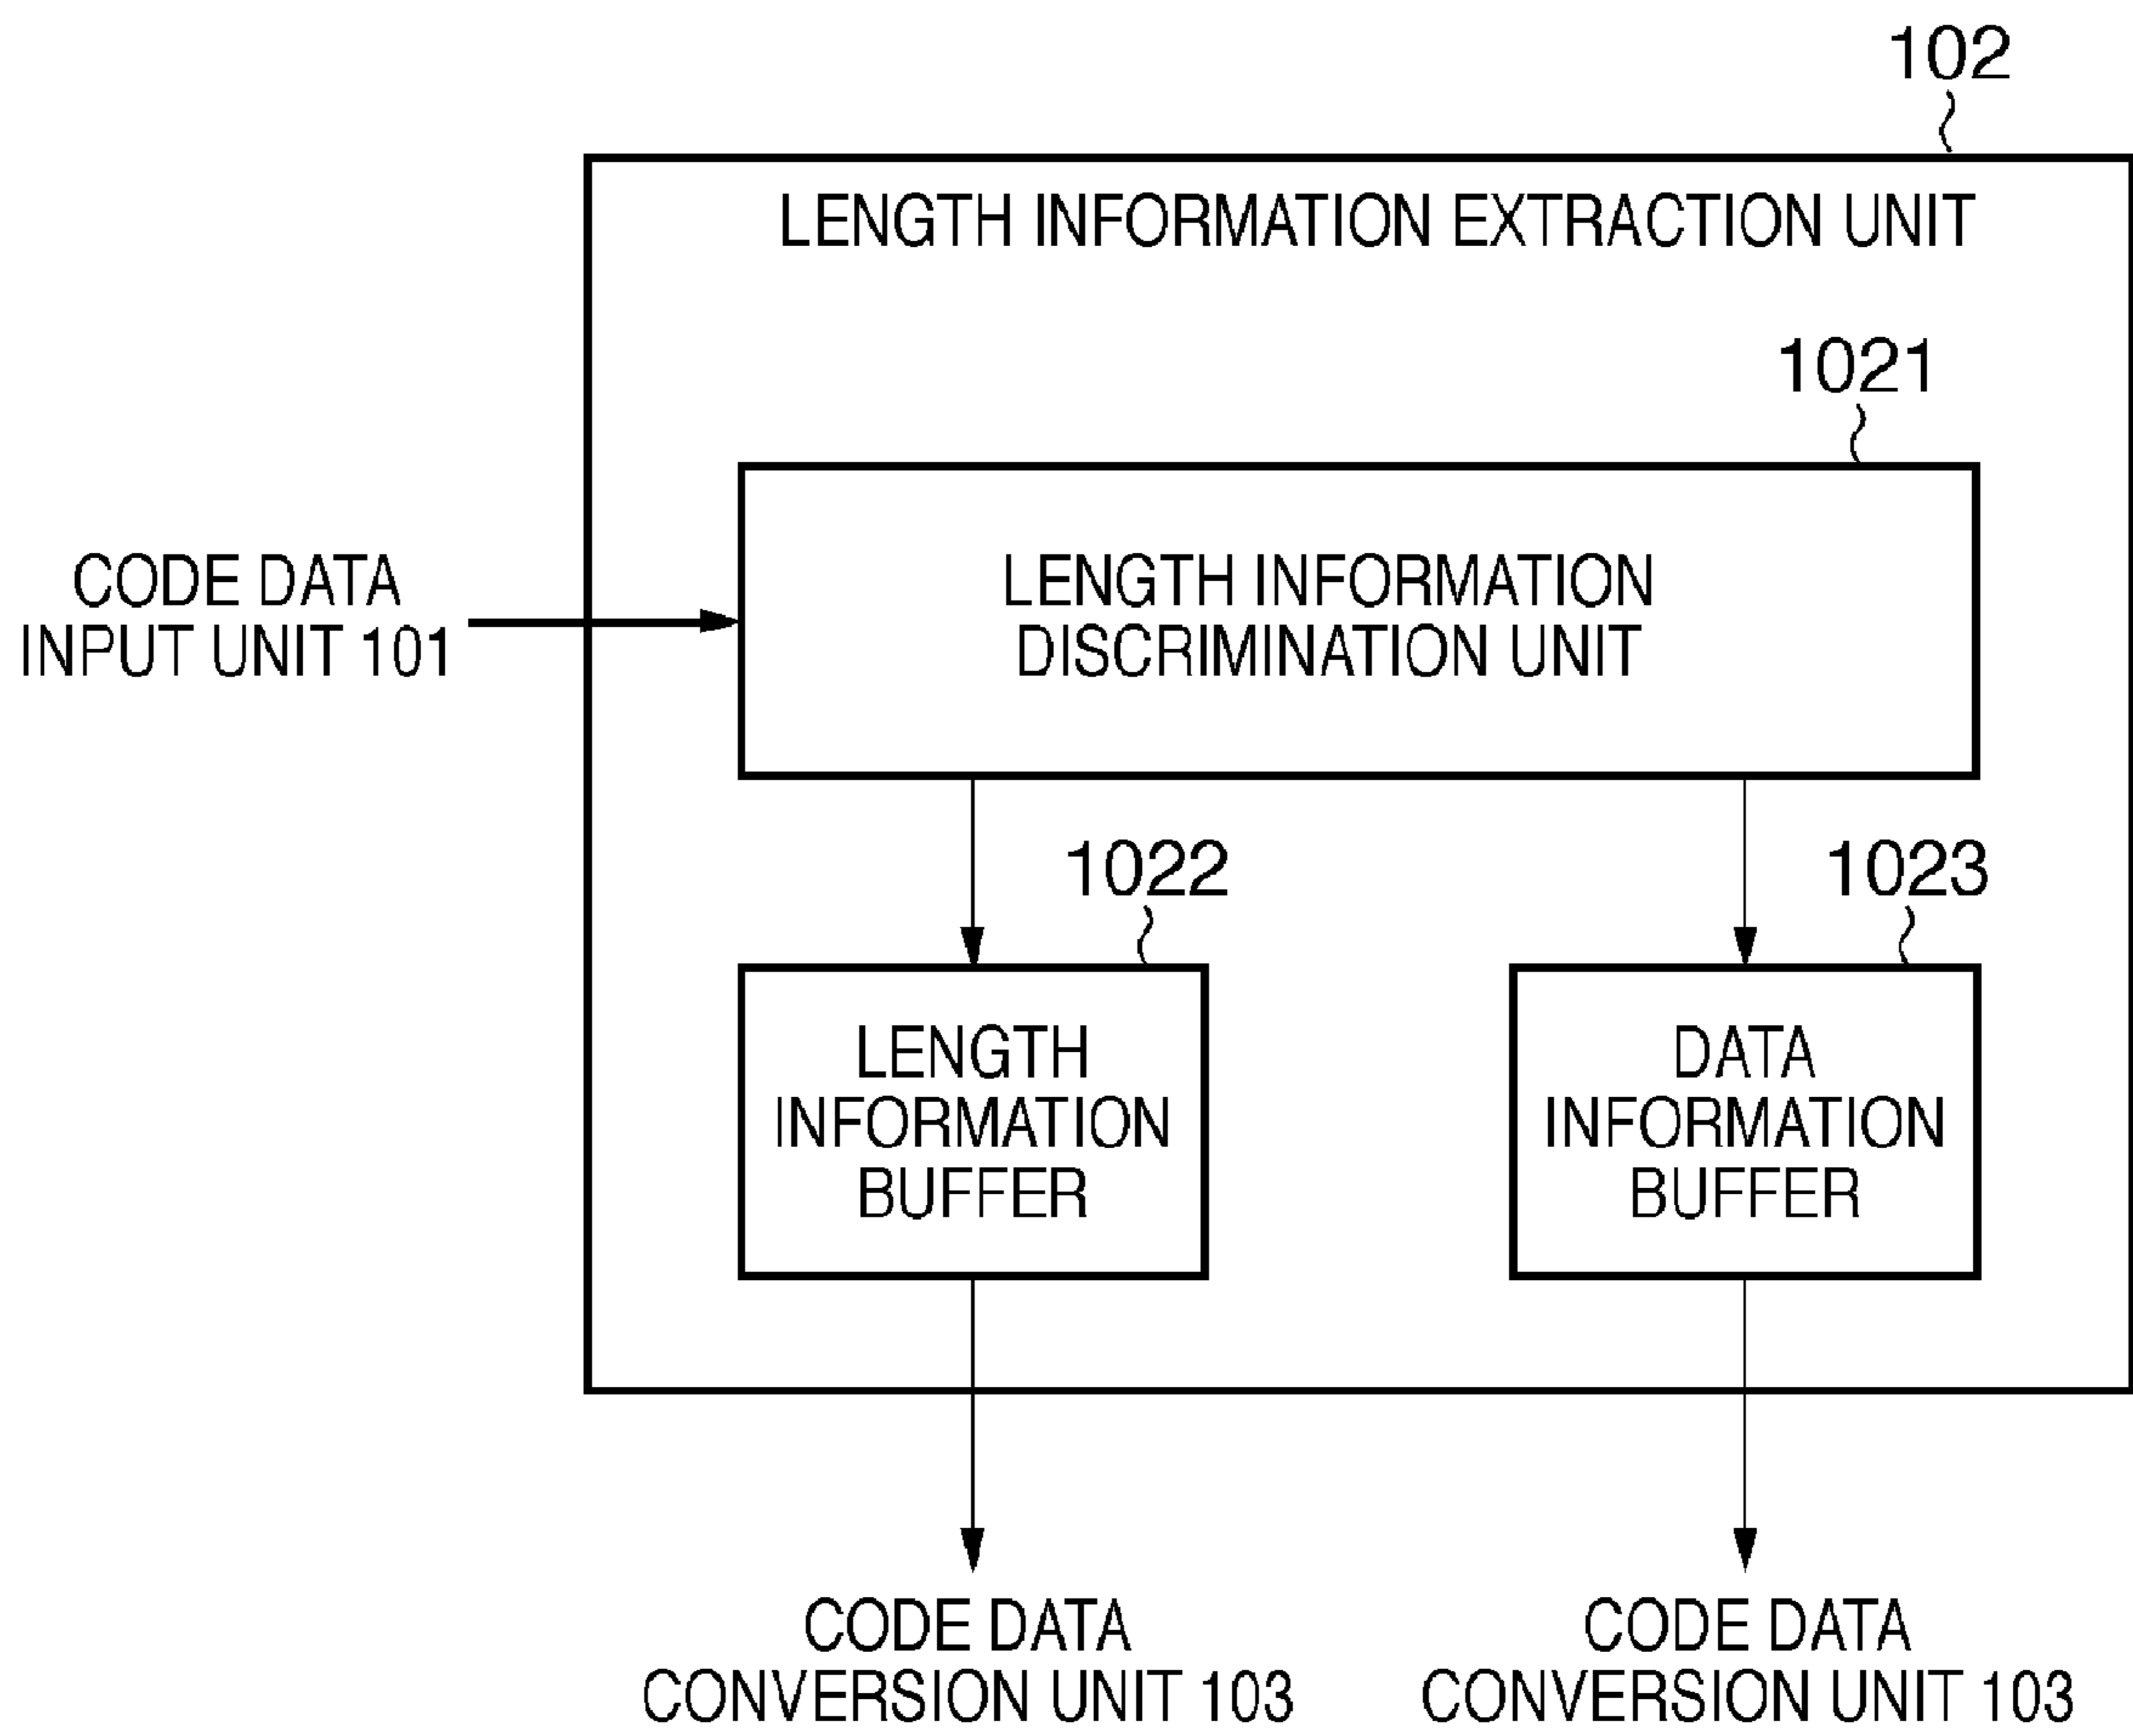 102
LENGTH INFORMATION EXTRACTION UNIT
1021
CODE DATA
INPUT UNIT 101
LENGTH INFORMATION
DISCRIMINATION UNIT
1022
1023
LENGTH
INFORMATION
BUFFER
DATA
INFORMATION
BUFFER
CODE DATA
CONVERSION UNIT 103
CODE DATA
CONVERSION UNIT 103